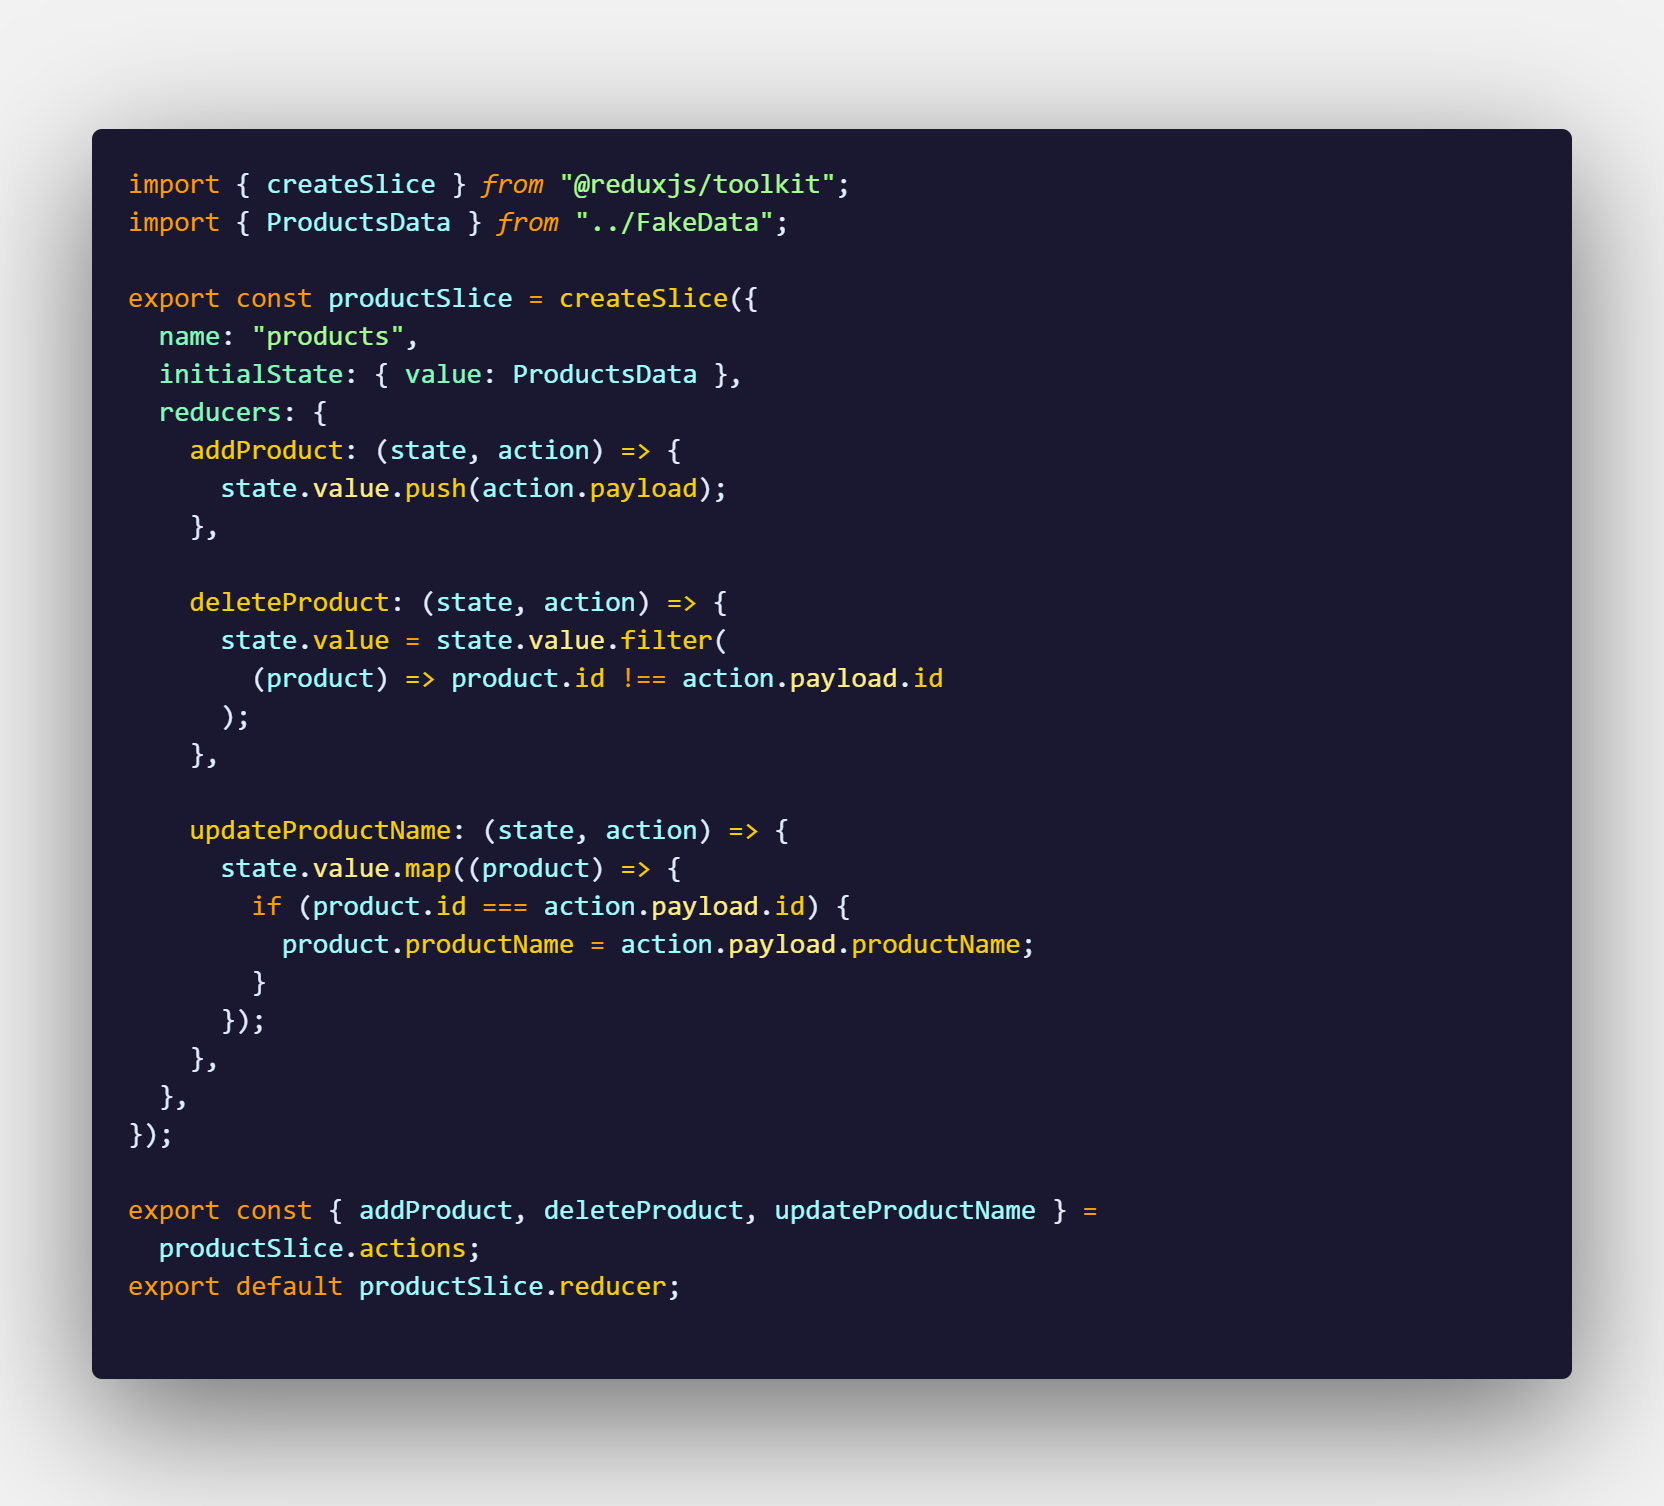 import { createSlice } from "@reduxjs/toolkit";
import { ProductsData } from "../FakeData";

export const productSlice = createSlice({
  name: "products",
  initialState: { value: ProductsData },
  reducers: {
    addProduct: (state, action) => {
      state.value.push(action.payload);
    },

    deleteProduct: (state, action) => {
      state.value = state.value.filter(
        (product) => product.id !== action.payload.id
      );
    },

    updateProductName: (state, action) => {
      state.value.map((product) => {
        if (product.id === action.payload.id) {
          product.productName = action.payload.productName;
        }
      });
    },
  },
});

export const { addProduct, deleteProduct, updateProductName } =
  productSlice.actions;
export default productSlice.reducer;